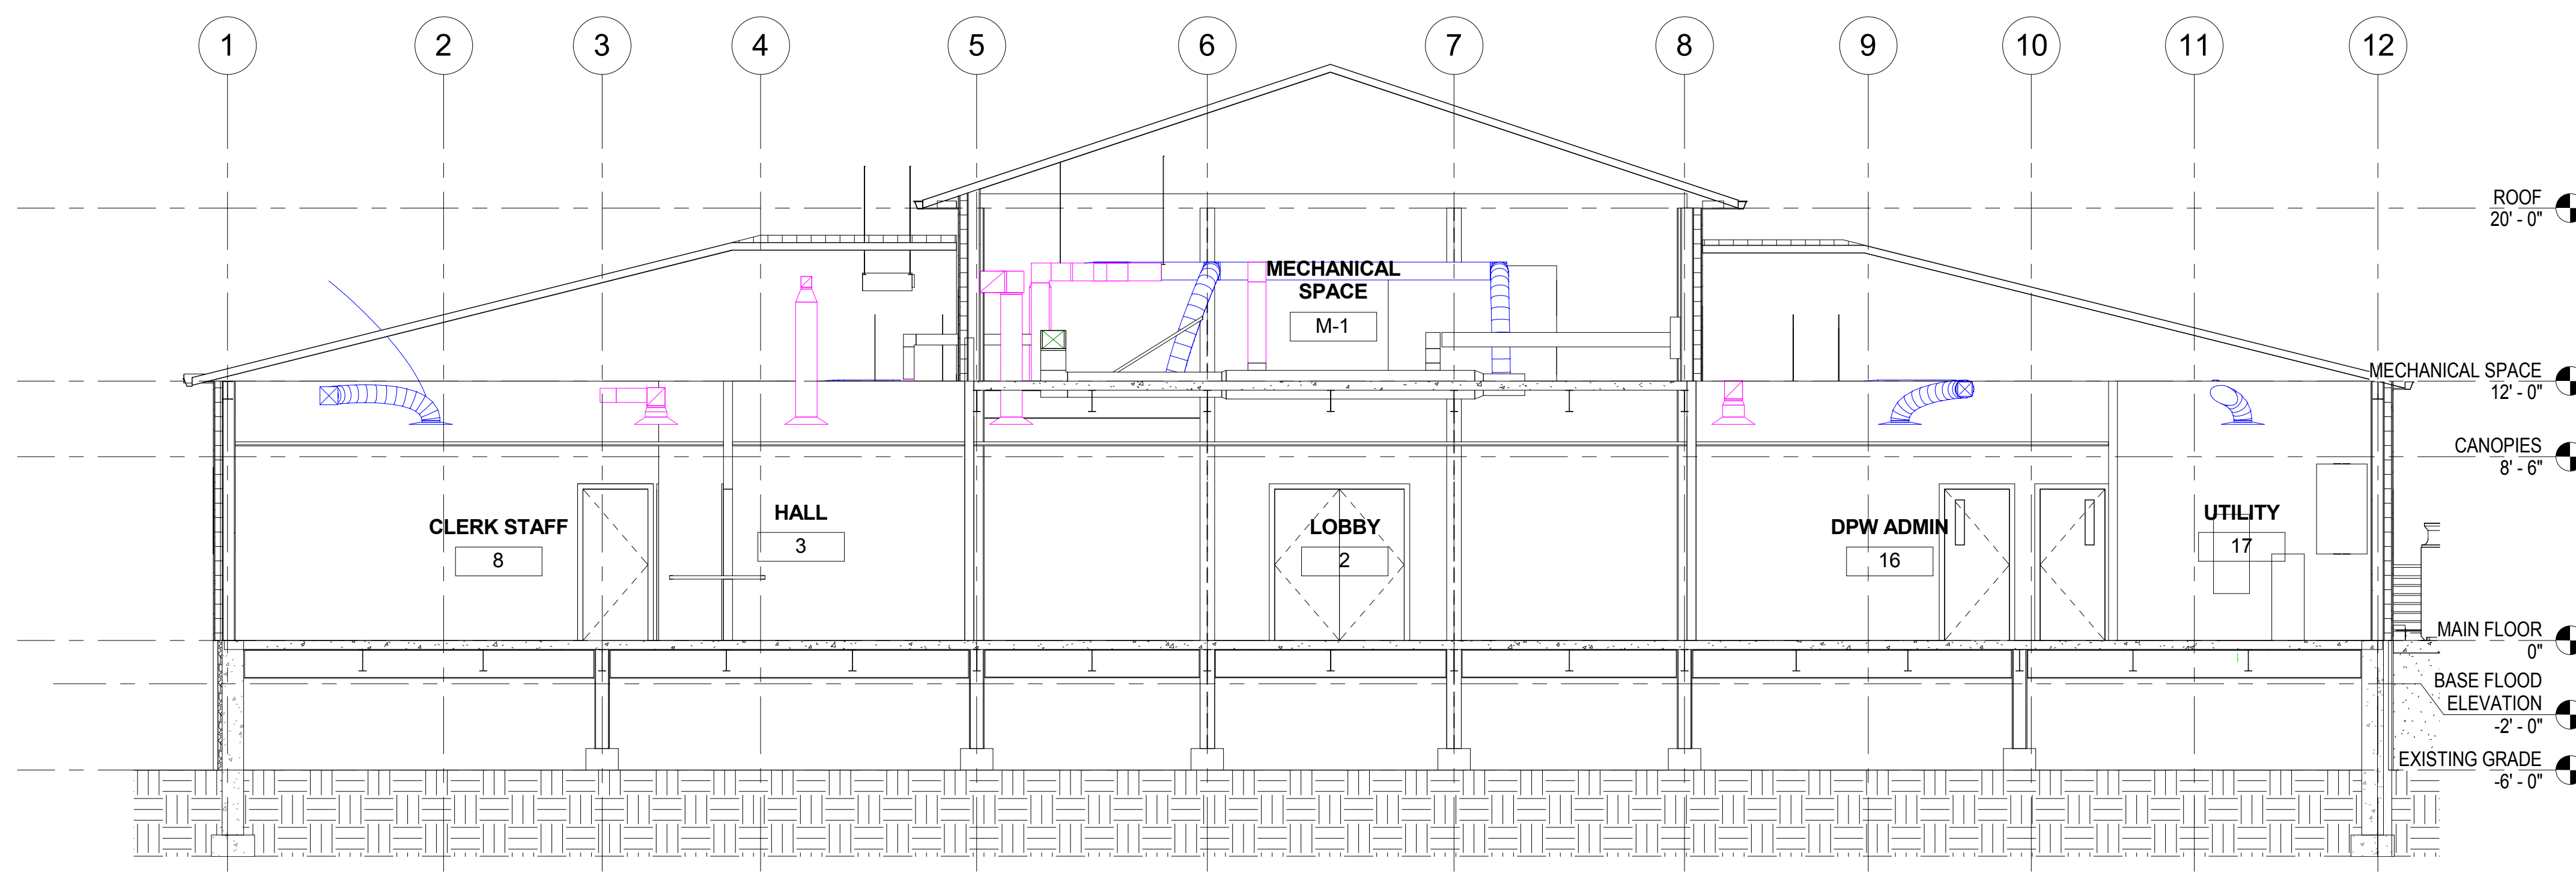 1 2 3 4 5 6 7 8 9 10 11 12
ROOF
20' - 0"
MECHANICAL
SPACE
M-1
MECHANICAL SPACE
12' - 0"
CANOPIES
8' - 6"
CLERK STAFF
8
HALL
3
LOBBY
2
DPW ADMIN
16
UTILITY
17
MAIN FLOOR
0"
BASE FLOOD
ELEVATION
-2' - 0"
EXISTING GRADE
-6' - 0"